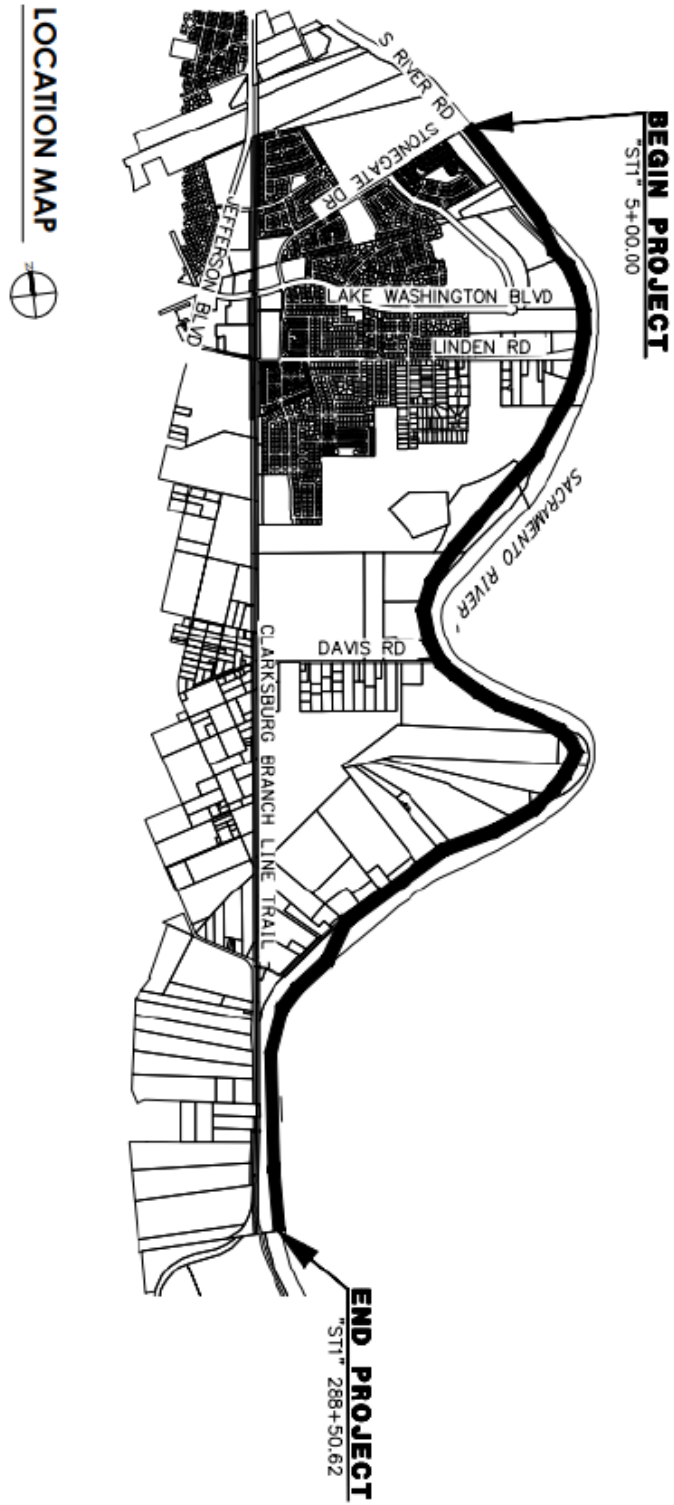 BEGIN PROJECT
"ST1" 5+00.00
S RIVER RD
STONEGATE DR
JEFFERSON BLVD
LAKE WASHINGTON BLVD
LINDEN RD
SACRAMENTO RIVER
DAVIS RD
CLARKSBURG BRANCH LINE TRAIL
END PROJECT
"ST1" 288+50.62
LOCATION MAP